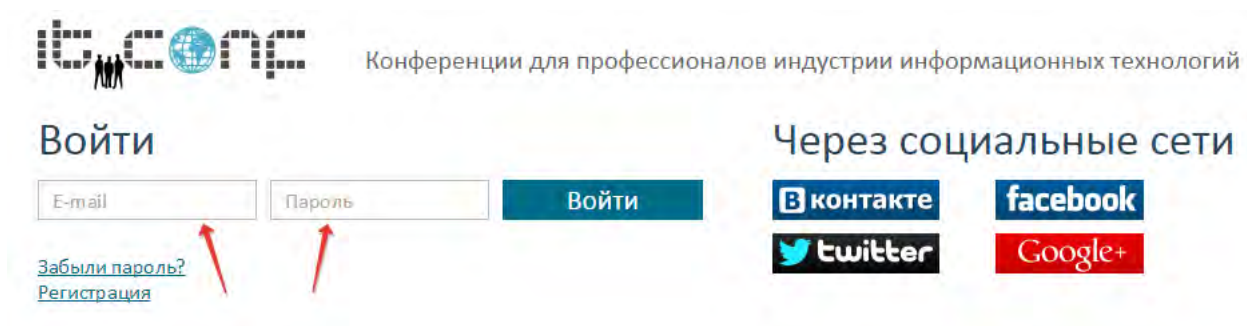 it conf
Конференции для профессионалов индустрии информационных технологий
Войти
E-mail
Пароль
Войти
Забыли пароль?
Регистрация
Через социальные сети
В контакте
facebook
twitter
Google+